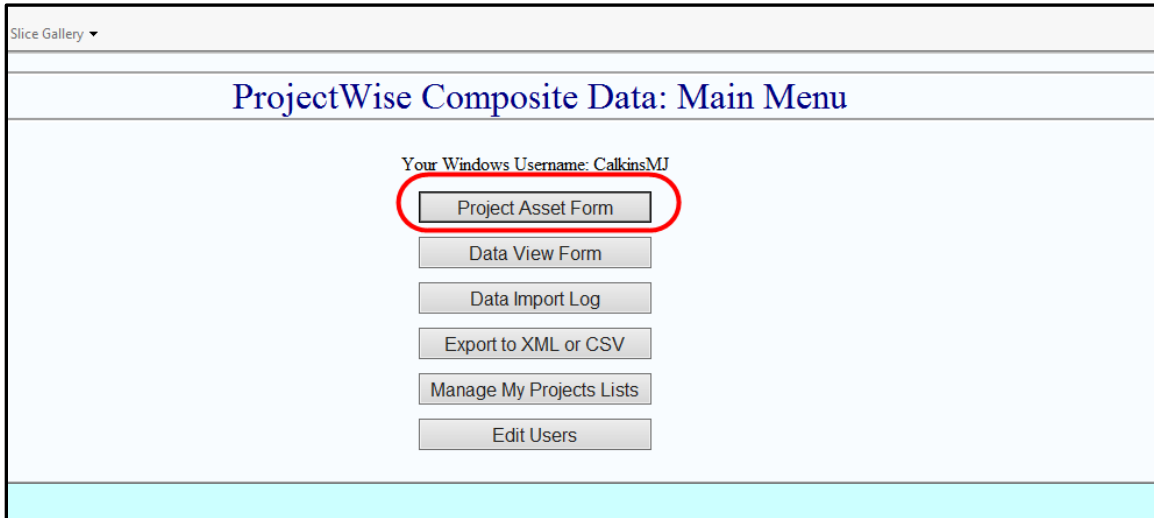 Slice Gallery
ProjectWise Composite Data: Main Menu
Your Windows Username: CalkinsMJ
Project Asset Form
Data View Form
Data Import Log
Export to XML or CSV
Manage My Projects Lists
Edit Users